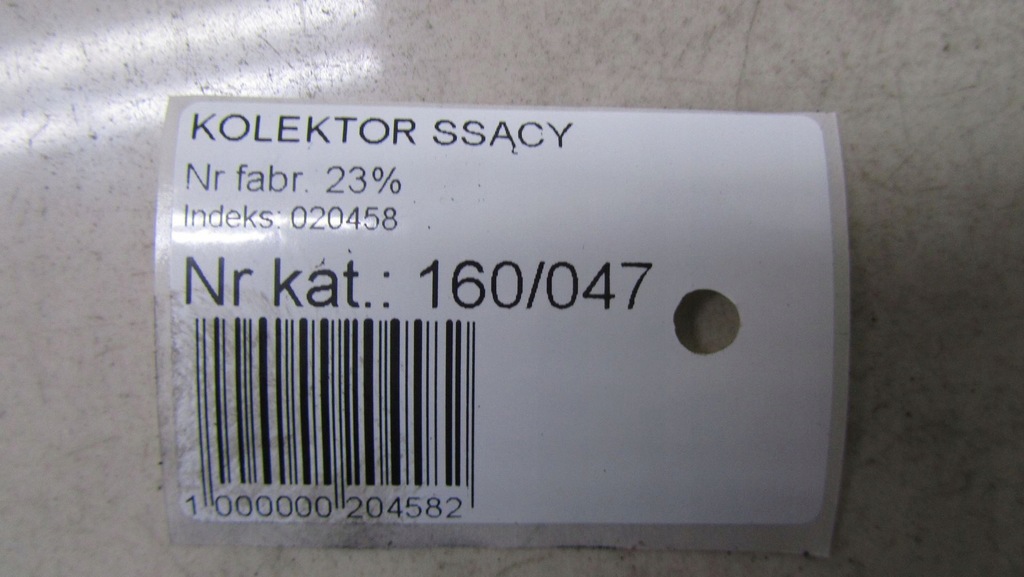 KOLEKTOR SSĄCY
Nr fabr. 23%
Indeks: 020458
Nr kat.: 160/047
1 000000 204582